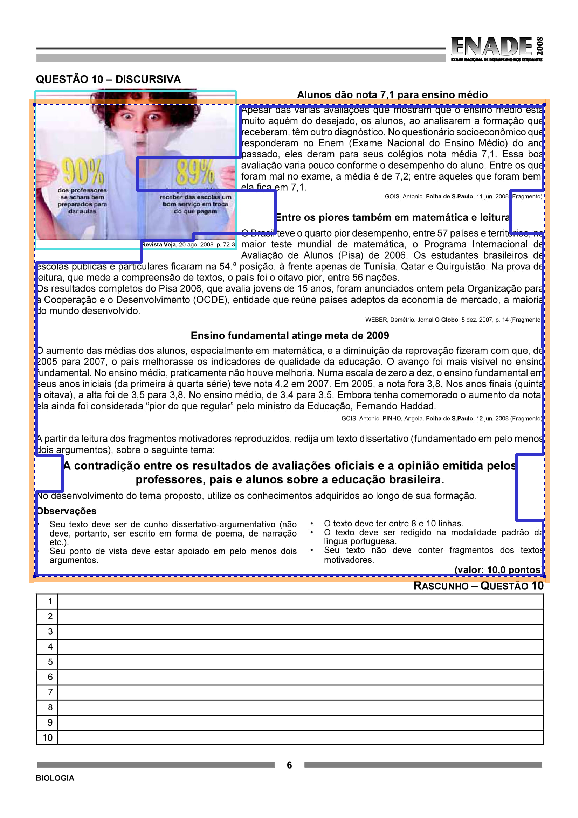 ENADE 2008
EXAME NACIONAL DE DESEMPENHO DOS ESTUDANTES
QUESTÃO 10 – DISCURSIVA
90%
dos professores
se acham bem
preparados para
dar aulas
89%
receber das escolas um
bom serviço em troca
do que pagam
Revista Veja, 20 ago. 2008, p. 72-3.
Alunos dão nota 7,1 para ensino médio
Apesar das várias avaliações que mostram que o ensino médio está
muito aquém do desejado, os alunos, ao analisarem a formação que
receberam, têm outro diagnóstico. No questionário socioeconômico que
responderam no Enem (Exame Nacional do Ensino Médio) do ano
passado, eles deram para seus colégios nota média 7,1. Essa boa
avaliação varia pouco conforme o desempenho do aluno. Entre os que
foram mal no exame, a média é de 7,2; entre aqueles que foram bem,
ela fica em 7,1.
GOIS, Antonio. Folha de S.Paulo, 11 jun. 2008 (Fragmento)
Entre os piores também em matemática e leitura
O Brasil teve o quarto pior desempenho, entre 57 países e territórios, no
maior teste mundial de matemática, o Programa Internacional de
Avaliação de Alunos (Pisa) de 2006. Os estudantes brasileiros de
escolas públicas e particulares ficaram na 54.ª posição, à frente apenas de Tunísia, Qatar e Quirguistão. Na prova de
leitura, que mede a compreensão de textos, o país foi o oitavo pior, entre 56 nações.
Os resultados completos do Pisa 2006, que avalia jovens de 15 anos, foram anunciados ontem pela Organização para
a Cooperação e o Desenvolvimento (OCDE), entidade que reúne países adeptos da economia de mercado, a maioria
do mundo desenvolvido.
WEBER, Demétrio. Jornal O Globo, 5 dez. 2007, p. 14 (Fragmento)
Ensino fundamental atinge meta de 2009
O aumento das médias dos alunos, especialmente em matemática, e a diminuição da reprovação fizeram com que, de
2005 para 2007, o país melhorasse os indicadores de qualidade da educação. O avanço foi mais visível no ensino
fundamental. No ensino médio, praticamente não houve melhoria. Numa escala de zero a dez, o ensino fundamental em
seus anos iniciais (da primeira à quarta série) teve nota 4,2 em 2007. Em 2005, a nota fora 3,8. Nos anos finais (quinta
a oitava), a alta foi de 3,5 para 3,8. No ensino médio, de 3,4 para 3,5. Embora tenha comemorado o aumento da nota,
ela ainda foi considerada "pior do que regular" pelo ministro da Educação, Fernando Haddad.
GOIS, Antonio. PINHO, Angela. Folha de S.Paulo, 12 jun. 2008 (Fragmento)
A partir da leitura dos fragmentos motivadores reproduzidos, redija um texto dissertativo (fundamentado em pelo menos
dois argumentos), sobre o seguinte tema:
A contradição entre os resultados de avaliações oficiais e a opinião emitida pelos
professores, pais e alunos sobre a educação brasileira.
No desenvolvimento do tema proposto, utilize os conhecimentos adquiridos ao longo de sua formação.
Observações
• Seu texto deve ser de cunho dissertativo-argumentativo (não
deve, portanto, ser escrito em forma de poema, de narração
etc.).
• Seu ponto de vista deve estar apoiado em pelo menos dois
argumentos.
• O texto deve ter entre 8 e 10 linhas.
• O texto deve ser redigido na modalidade padrão da
língua portuguesa.
• Seu texto não deve conter fragmentos dos textos
motivadores.
(valor: 10,0 pontos)
RASCUNHO – QUESTÃO 10
1
2
3
4
5
6
7
8
9
10
6
BIOLOGIA